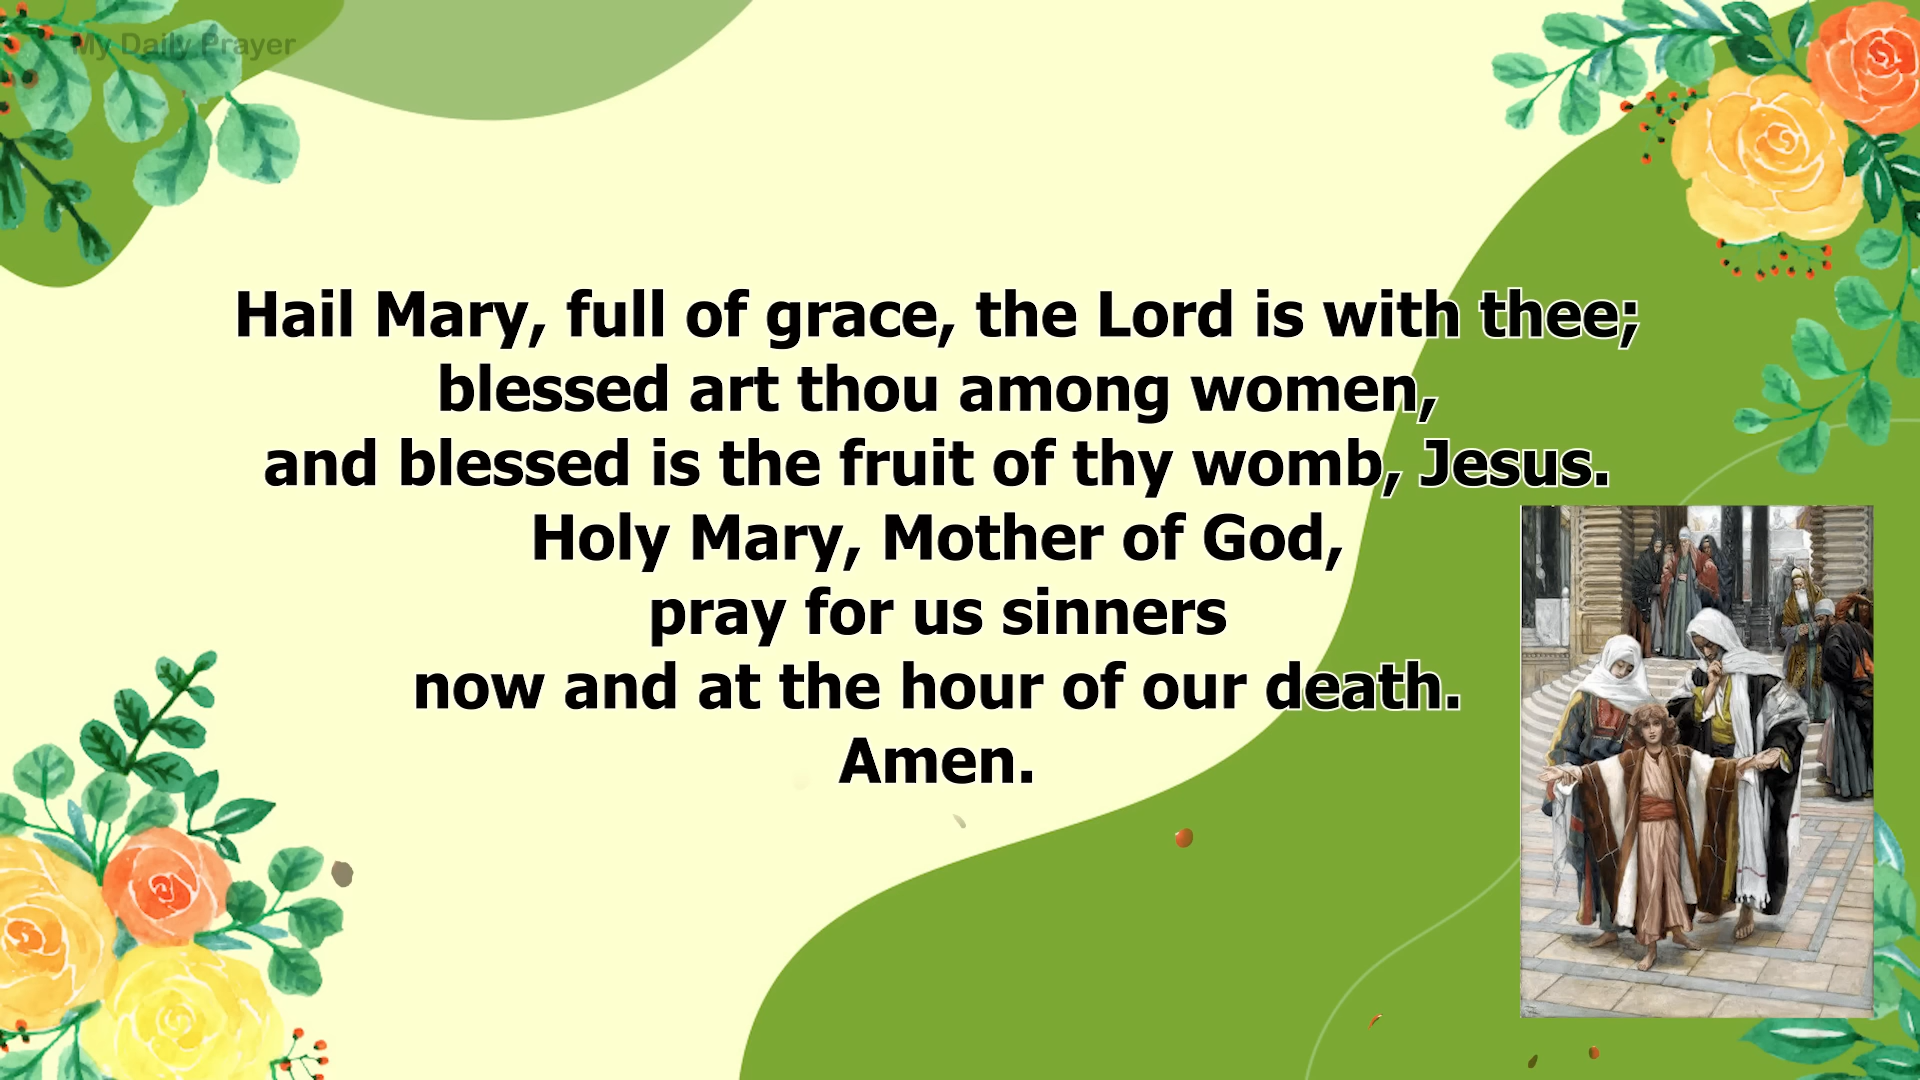 My Daily Prayer
Hail Mary, full of grace, the Lord is with thee;
blessed art thou among women,
and blessed is the fruit of thy womb, Jesus.
Holy Mary, Mother of God,
pray for us sinners
now and at the hour of our death.
Amen.